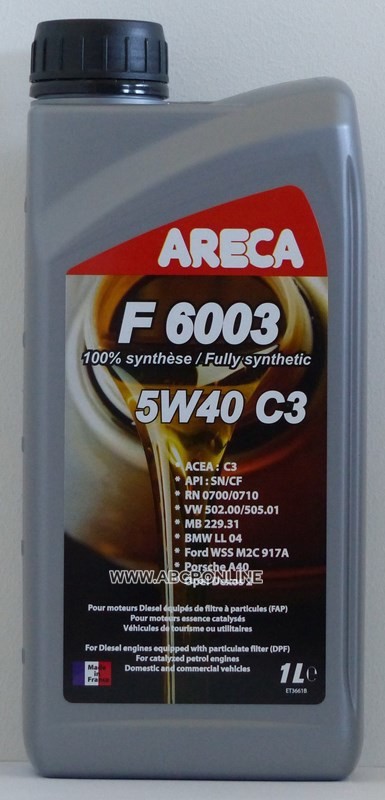 ARECA
F 6003
100% synthèse / Fully synthetic
5W40 C3
* ACEA : C3
* API : SN/CF
* RN 0700/0710
* VW 502.00/505.01
* MB 229.31
* BMW LL 04
* Ford WSS M2C 917A
* Porsche A40
WWW.ABCPONLINE
* Opel Dexos 2
Pour moteurs Diesel équipés de filtre à particules (FAP)
Pour moteurs essence catalysés
Véhicules de tourisme ou utilitaires
For Diesel engines equipped with particulate filter (DPF)
For catalyzed petrol engines
Domestic and commercial vehicles
Made
in
France
1L℮
ET3661B